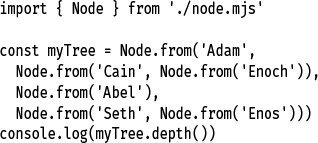 import { Node } from './node.mjs'

const myTree = Node.from('Adam',
  Node.from('Cain', Node.from('Enoch')),
  Node.from('Abel'),
  Node.from('Seth', Node.from('Enos')))
console.log(myTree.depth())